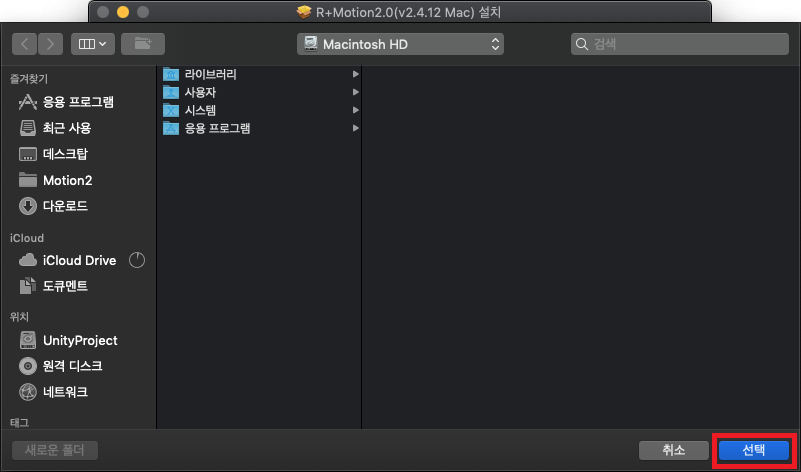 R+Motion2.0(v2.4.12 Mac) 설치
Macintosh HD
검색
즐겨찾기
응용 프로그램
최근 사용
데스크탑
Motion2
다운로드
iCloud
iCloud Drive
도큐멘트
위치
UnityProject
원격 디스크
네트워크
태그
라이브러리
사용자
시스템
응용 프로그램
새로운 폴더
취소
선택